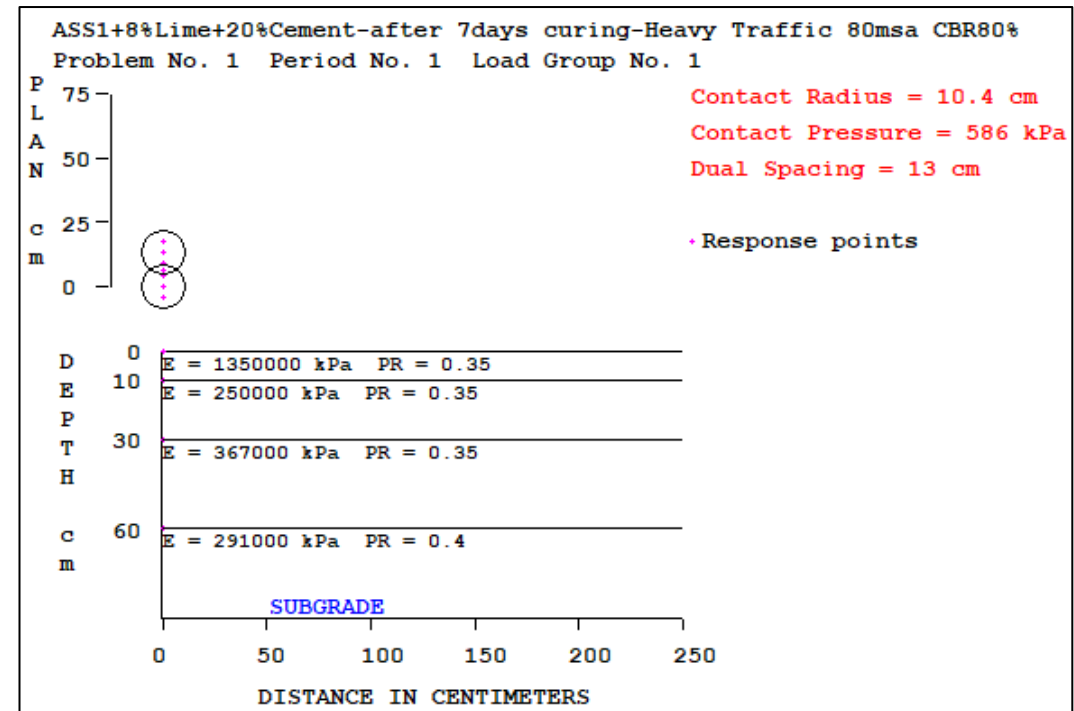 ASS1+8%Lime+20%Cement-after 7days curing-Heavy Traffic 80msa CBR80%
Problem No. 1 Period No. 1 Load Group No. 1
PLAN cm
75
50
25
0
Contact Radius = 10.4 cm
Contact Pressure = 586 kPa
Dual Spacing = 13 cm
Response points
DEPTH cm
0
E = 1350000 kPa PR = 0.35
10
E = 250000 kPa PR = 0.35
30
E = 367000 kPa PR = 0.35
60
E = 291000 kPa PR = 0.4
SUBGRADE
0 50 100 150 200 250
DISTANCE IN CENTIMETERS